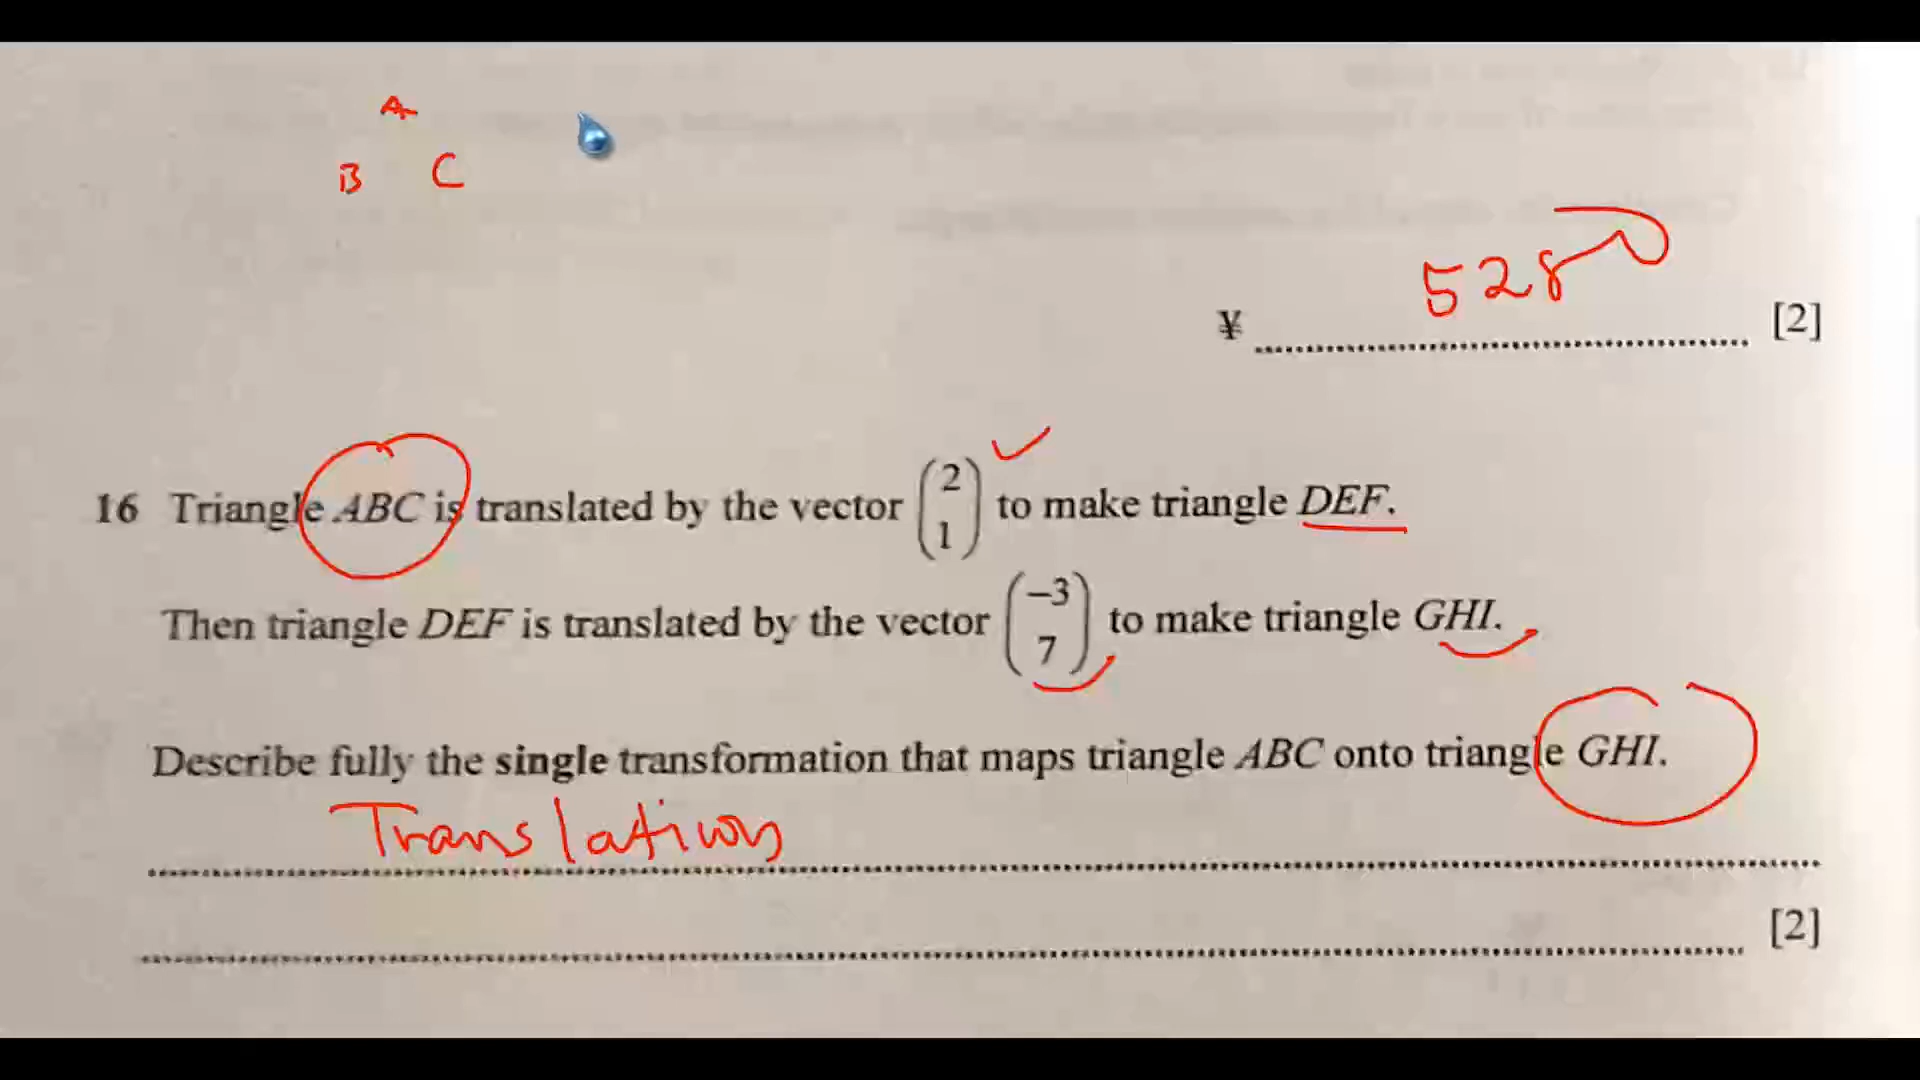 A
B C
5280
¥ [2]
16 Triangle ABC is translated by the vector (2 1) to make triangle DEF.
Then triangle DEF is translated by the vector (−3 7) to make triangle GHI.
Describe fully the single transformation that maps triangle ABC onto triangle GHI.
Translation
[2]